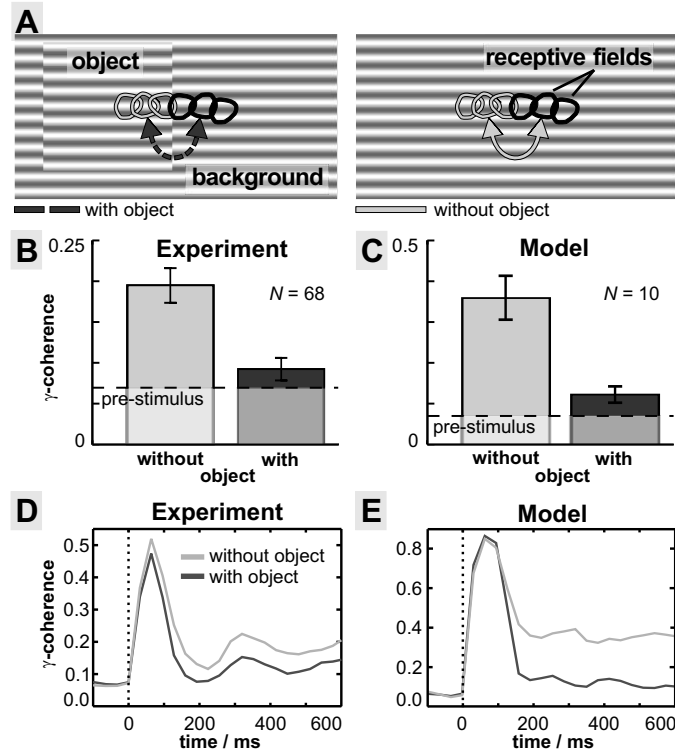 A
object
receptive fields
background
with object
without object
B
Experiment
0.25
N = 68
γ-coherence
pre-stimulus
0
without
with
object
C
Model
0.5
N = 10
pre-stimulus
0
without
with
object
D
Experiment
0.5
0.4
0.3
0.2
0.1
0.0
γ-coherence
without object
with object
0
200
400
600
time / ms
E
Model
0.8
0.6
0.4
0.2
0.0
0
200
400
600
time / ms